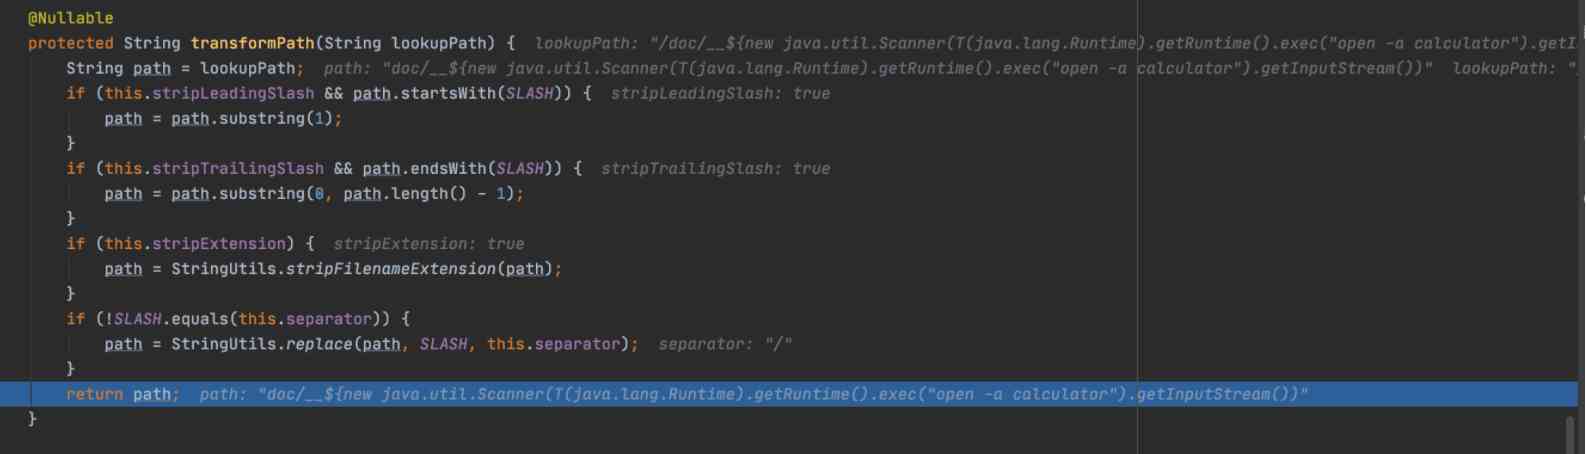 @Nullable
protected String transformPath(String lookupPath) {  lookupPath: "/doc/__${new java.util.Scanner(T(java.lang.Runtime).getRuntime().exec("open -a calculator").getI
    String path = lookupPath;  path: "doc/__${new java.util.Scanner(T(java.lang.Runtime).getRuntime().exec("open -a calculator").getInputStream())"  lookupPath: "
    if (this.stripLeadingSlash && path.startsWith(SLASH)) {  stripLeadingSlash: true
        path = path.substring(1);
    }
    if (this.stripTrailingSlash && path.endsWith(SLASH)) {  stripTrailingSlash: true
        path = path.substring(0, path.length() - 1);
    }
    if (this.stripExtension) {  stripExtension: true
        path = StringUtils.stripFilenameExtension(path);
    }
    if (!SLASH.equals(this.separator)) {
        path = StringUtils.replace(path, SLASH, this.separator);  separator: "/"
    }
    return path;  path: "doc/__${new java.util.Scanner(T(java.lang.Runtime).getRuntime().exec("open -a calculator").getInputStream())"
}